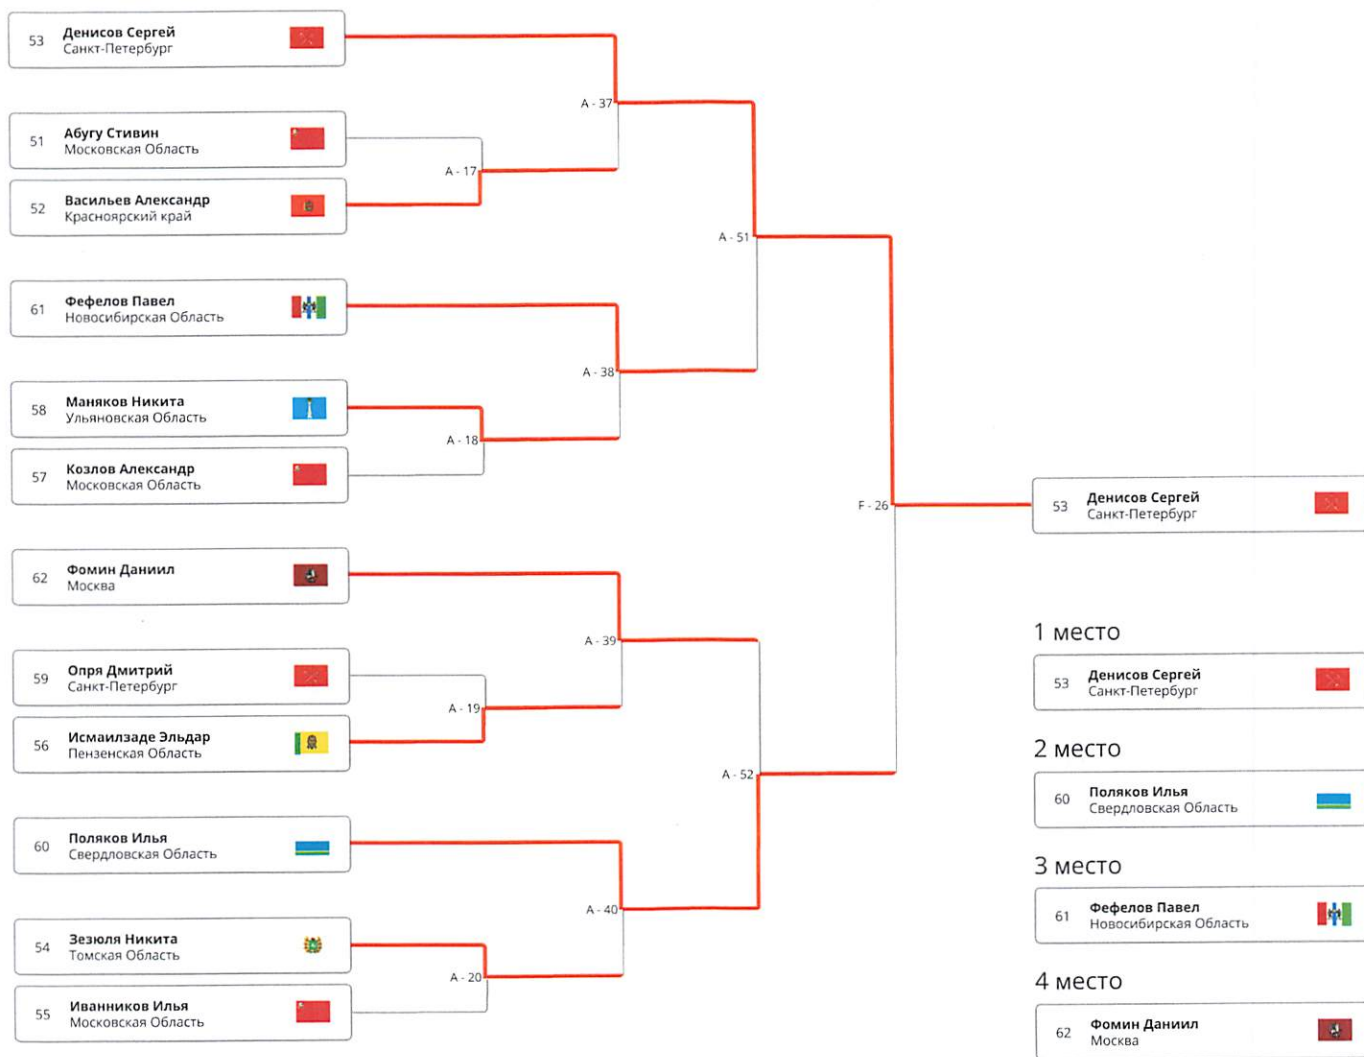 53 Денисов Сергей
Санкт-Петербург
A - 37
51 Абугу Стивин
Московская Область
A - 17
52 Васильев Александр
Красноярский край
A - 51
61 Фефелов Павел
Новосибирская Область
A - 38
58 Маняков Никита
Ульяновская Область
A - 18
57 Козлов Александр
Московская Область
F - 26
53 Денисов Сергей
Санкт-Петербург
62 Фомин Даниил
Москва
A - 39
59 Опря Дмитрий
Санкт-Петербург
A - 19
56 Исмаилзаде Эльдар
Пензенская Область
A - 52
60 Поляков Илья
Свердловская Область
A - 40
54 Зезюля Никита
Томская Область
A - 20
55 Иванников Илья
Московская Область
1 место
53 Денисов Сергей
Санкт-Петербург
2 место
60 Поляков Илья
Свердловская Область
3 место
61 Фефелов Павел
Новосибирская Область
4 место
62 Фомин Даниил
Москва